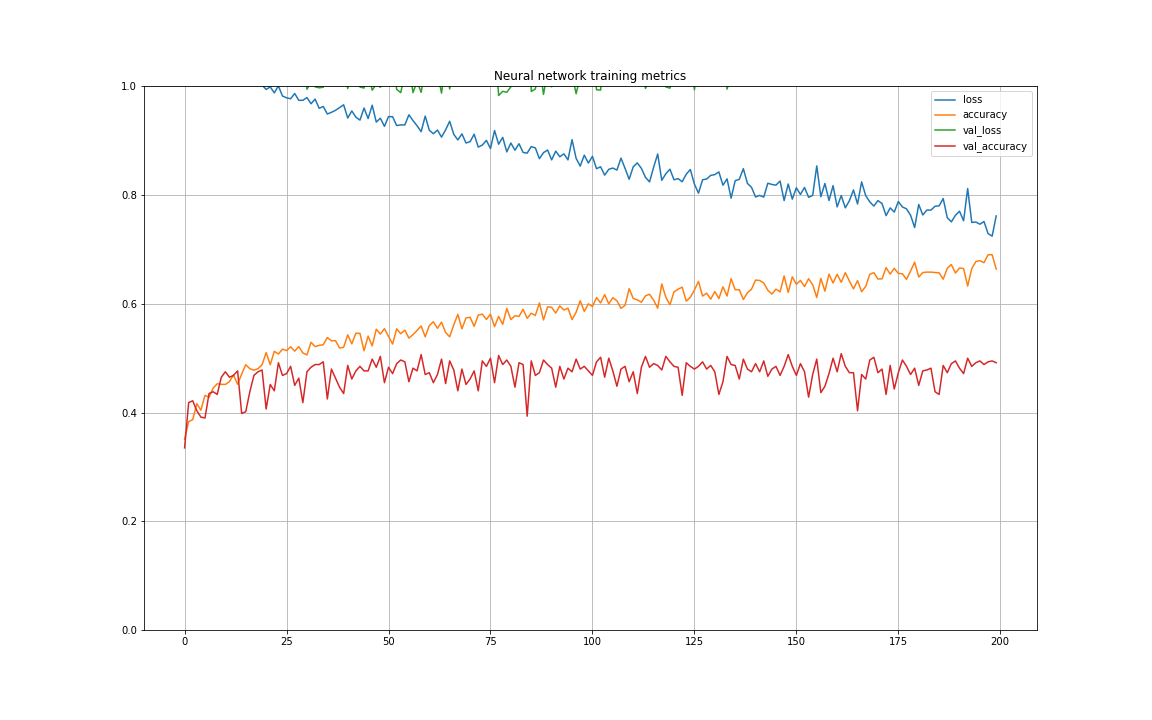 Neural network training metrics
1.0
0.8
0.6
0.4
0.2
0.0
0 25 50 75 100 125 150 175 200
loss
accuracy
val_loss
val_accuracy